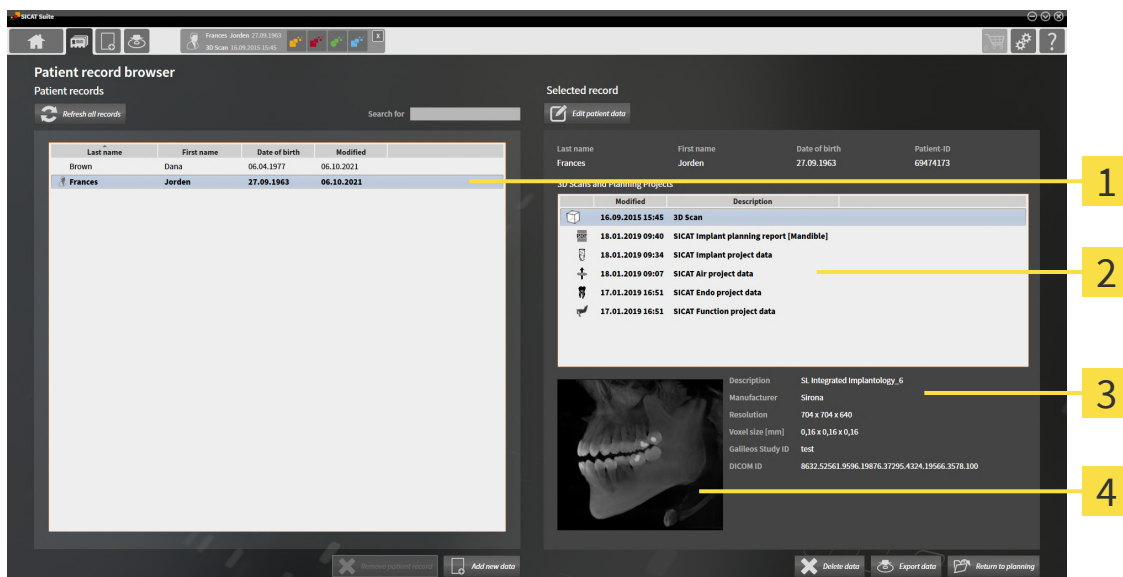 SICAT Suite
Frances Jorden 27.09.1963
3D Scan 16.09.2015 15:45
x
?
Patient record browser
Patient records
Refresh all records
Search for
Last name First name Date of birth Modified
Brown Dana 06.04.1977 06.10.2021
Frances Jorden 27.09.1963 06.10.2021
Remove patient record
Add new data
Selected record
Edit patient data
Last name First name Date of birth Patient-ID
Frances Jorden 27.09.1963 69474173
3D Scans and Planning Projects
Modified Description
16.09.2015 15:45 3D Scan
18.01.2019 09:40 SICAT Implant planning report [Mandible]
18.01.2019 09:34 SICAT Implant project data
18.01.2019 09:07 SICAT Air project data
17.01.2019 16:51 SICAT Endo project data
17.01.2019 16:51 SICAT Function project data
Description SL Integrated Implantology_6
Manufacturer Sirona
Resolution 704 x 704 x 640
Voxel size [mm] 0,16 x 0,16 x 0,16
Galileos Study ID test
DICOM ID 8632.52561.9596.19876.37295.4324.19566.3578.100
Delete data
Export data
Return to planning
1
2
3
4